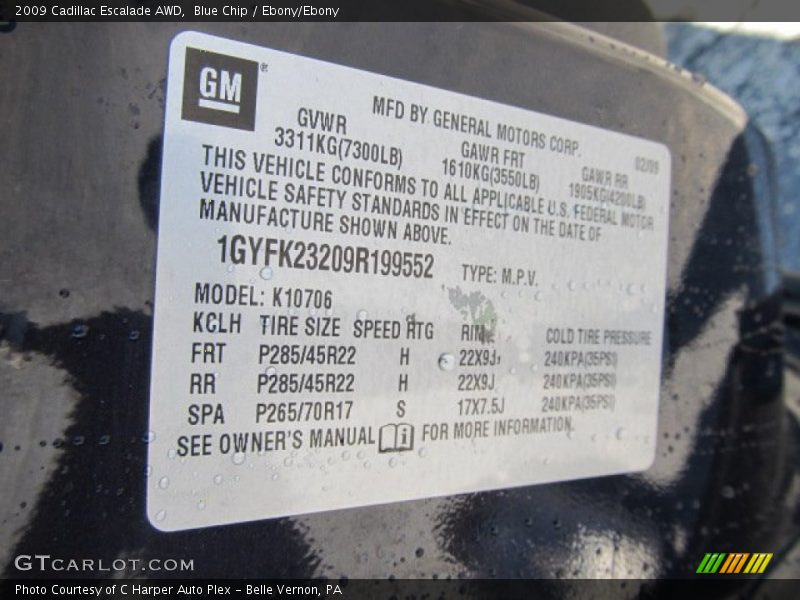 2009 Cadillac Escalade AWD, Blue Chip / Ebony/Ebony
GM®
MFD BY GENERAL MOTORS CORP.
02/09
GVWR GAWR FRT GAWR RR
3311KG(7300LB) 1610KG(3550LB) 1905KG(4200LB)
THIS VEHICLE CONFORMS TO ALL APPLICABLE U.S. FEDERAL MOTOR
VEHICLE SAFETY STANDARDS IN EFFECT ON THE DATE OF
MANUFACTURE SHOWN ABOVE.
1GYFK23209R199552 TYPE: M.P.V.
MODEL: K10706
KCLH TIRE SIZE SPEED RTG RIM COLD TIRE PRESSURE
FRT P285/45R22 H 22X9J 240KPA(35PSI)
RR P285/45R22 H 22X9J 240KPA(35PSI)
SPA P265/70R17 S 17X7.5J 240KPA(35PSI)
SEE OWNER'S MANUAL FOR MORE INFORMATION.
GTCARLOT.COM
Photo Courtesy of C Harper Auto Plex – Belle Vernon, PA